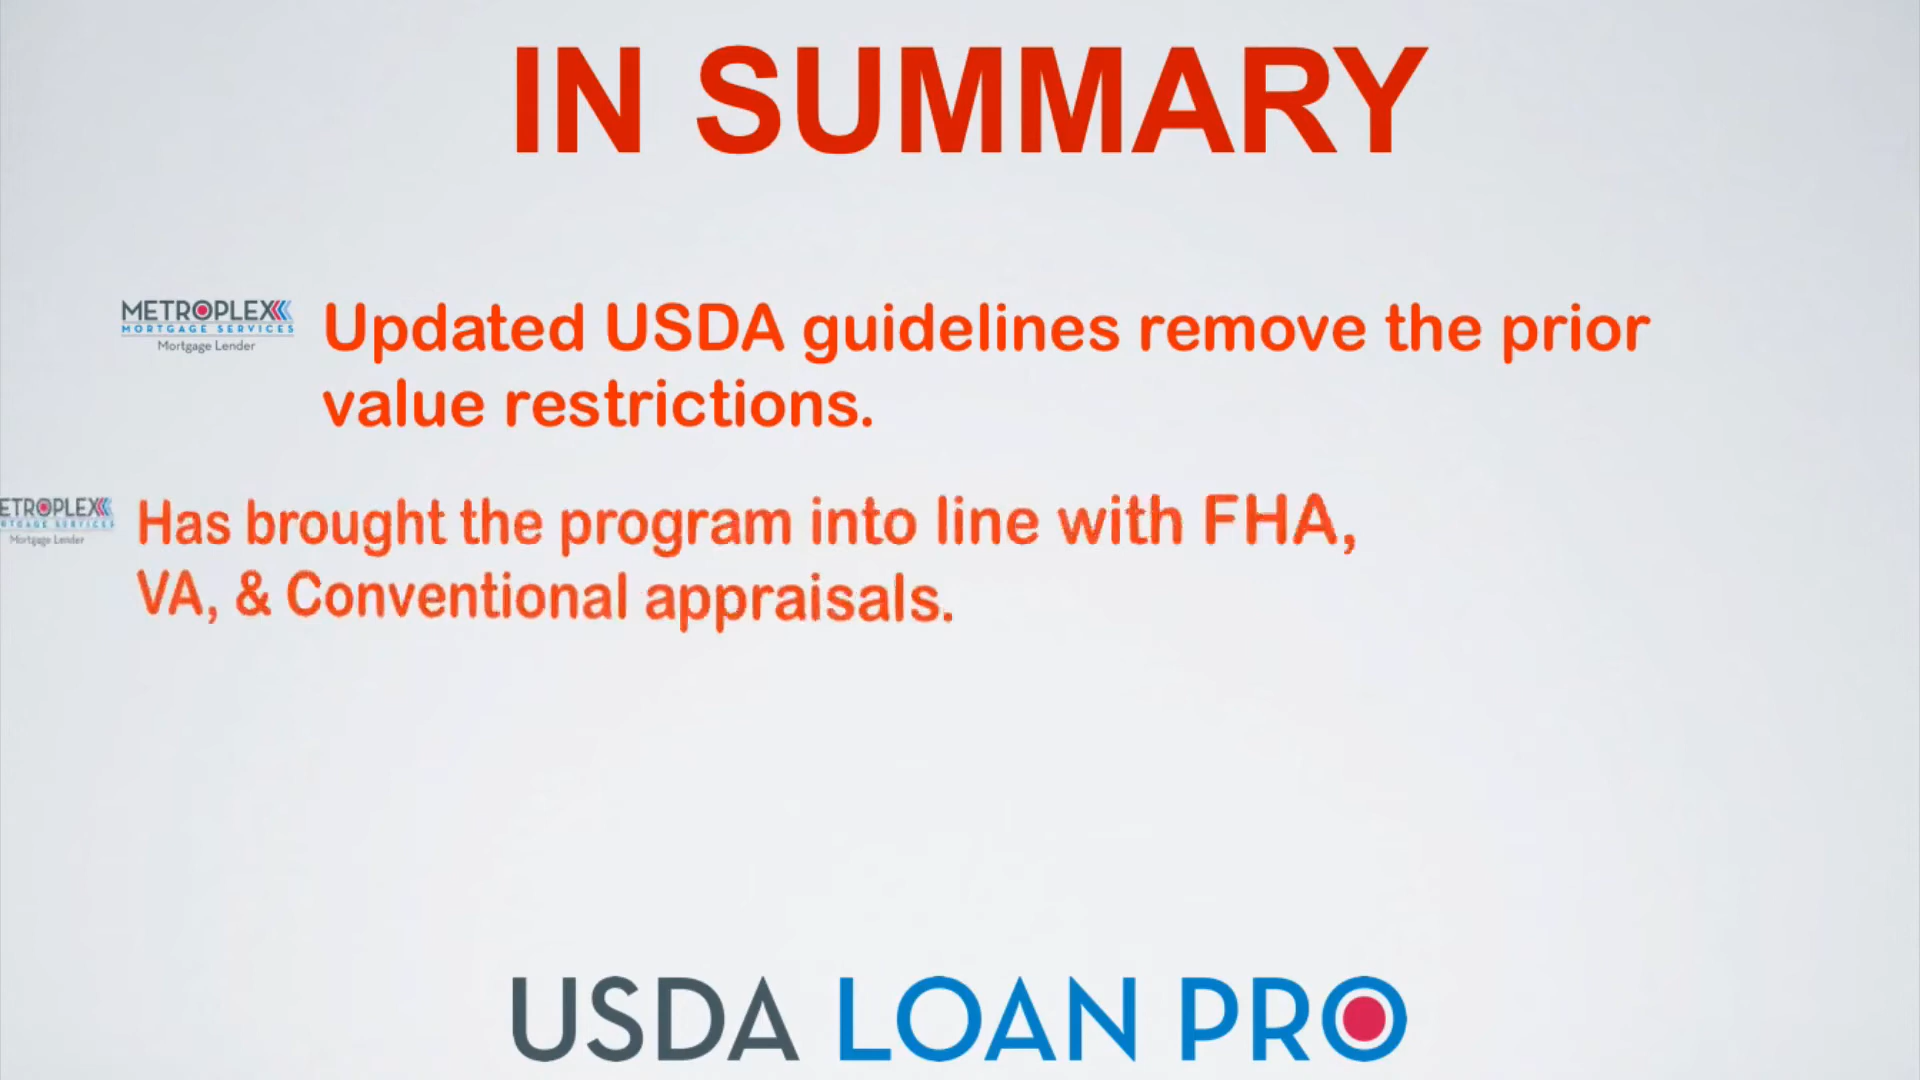 IN SUMMARY
METROPLEX
MORTGAGE SERVICES
Mortgage Lender
Updated USDA guidelines remove the prior
value restrictions.
ETROPLEX
RTGAGE SERVICES
Mortgage Lender
Has brought the program into line with FHA,
VA, & Conventional appraisals.
USDA LOAN PRO